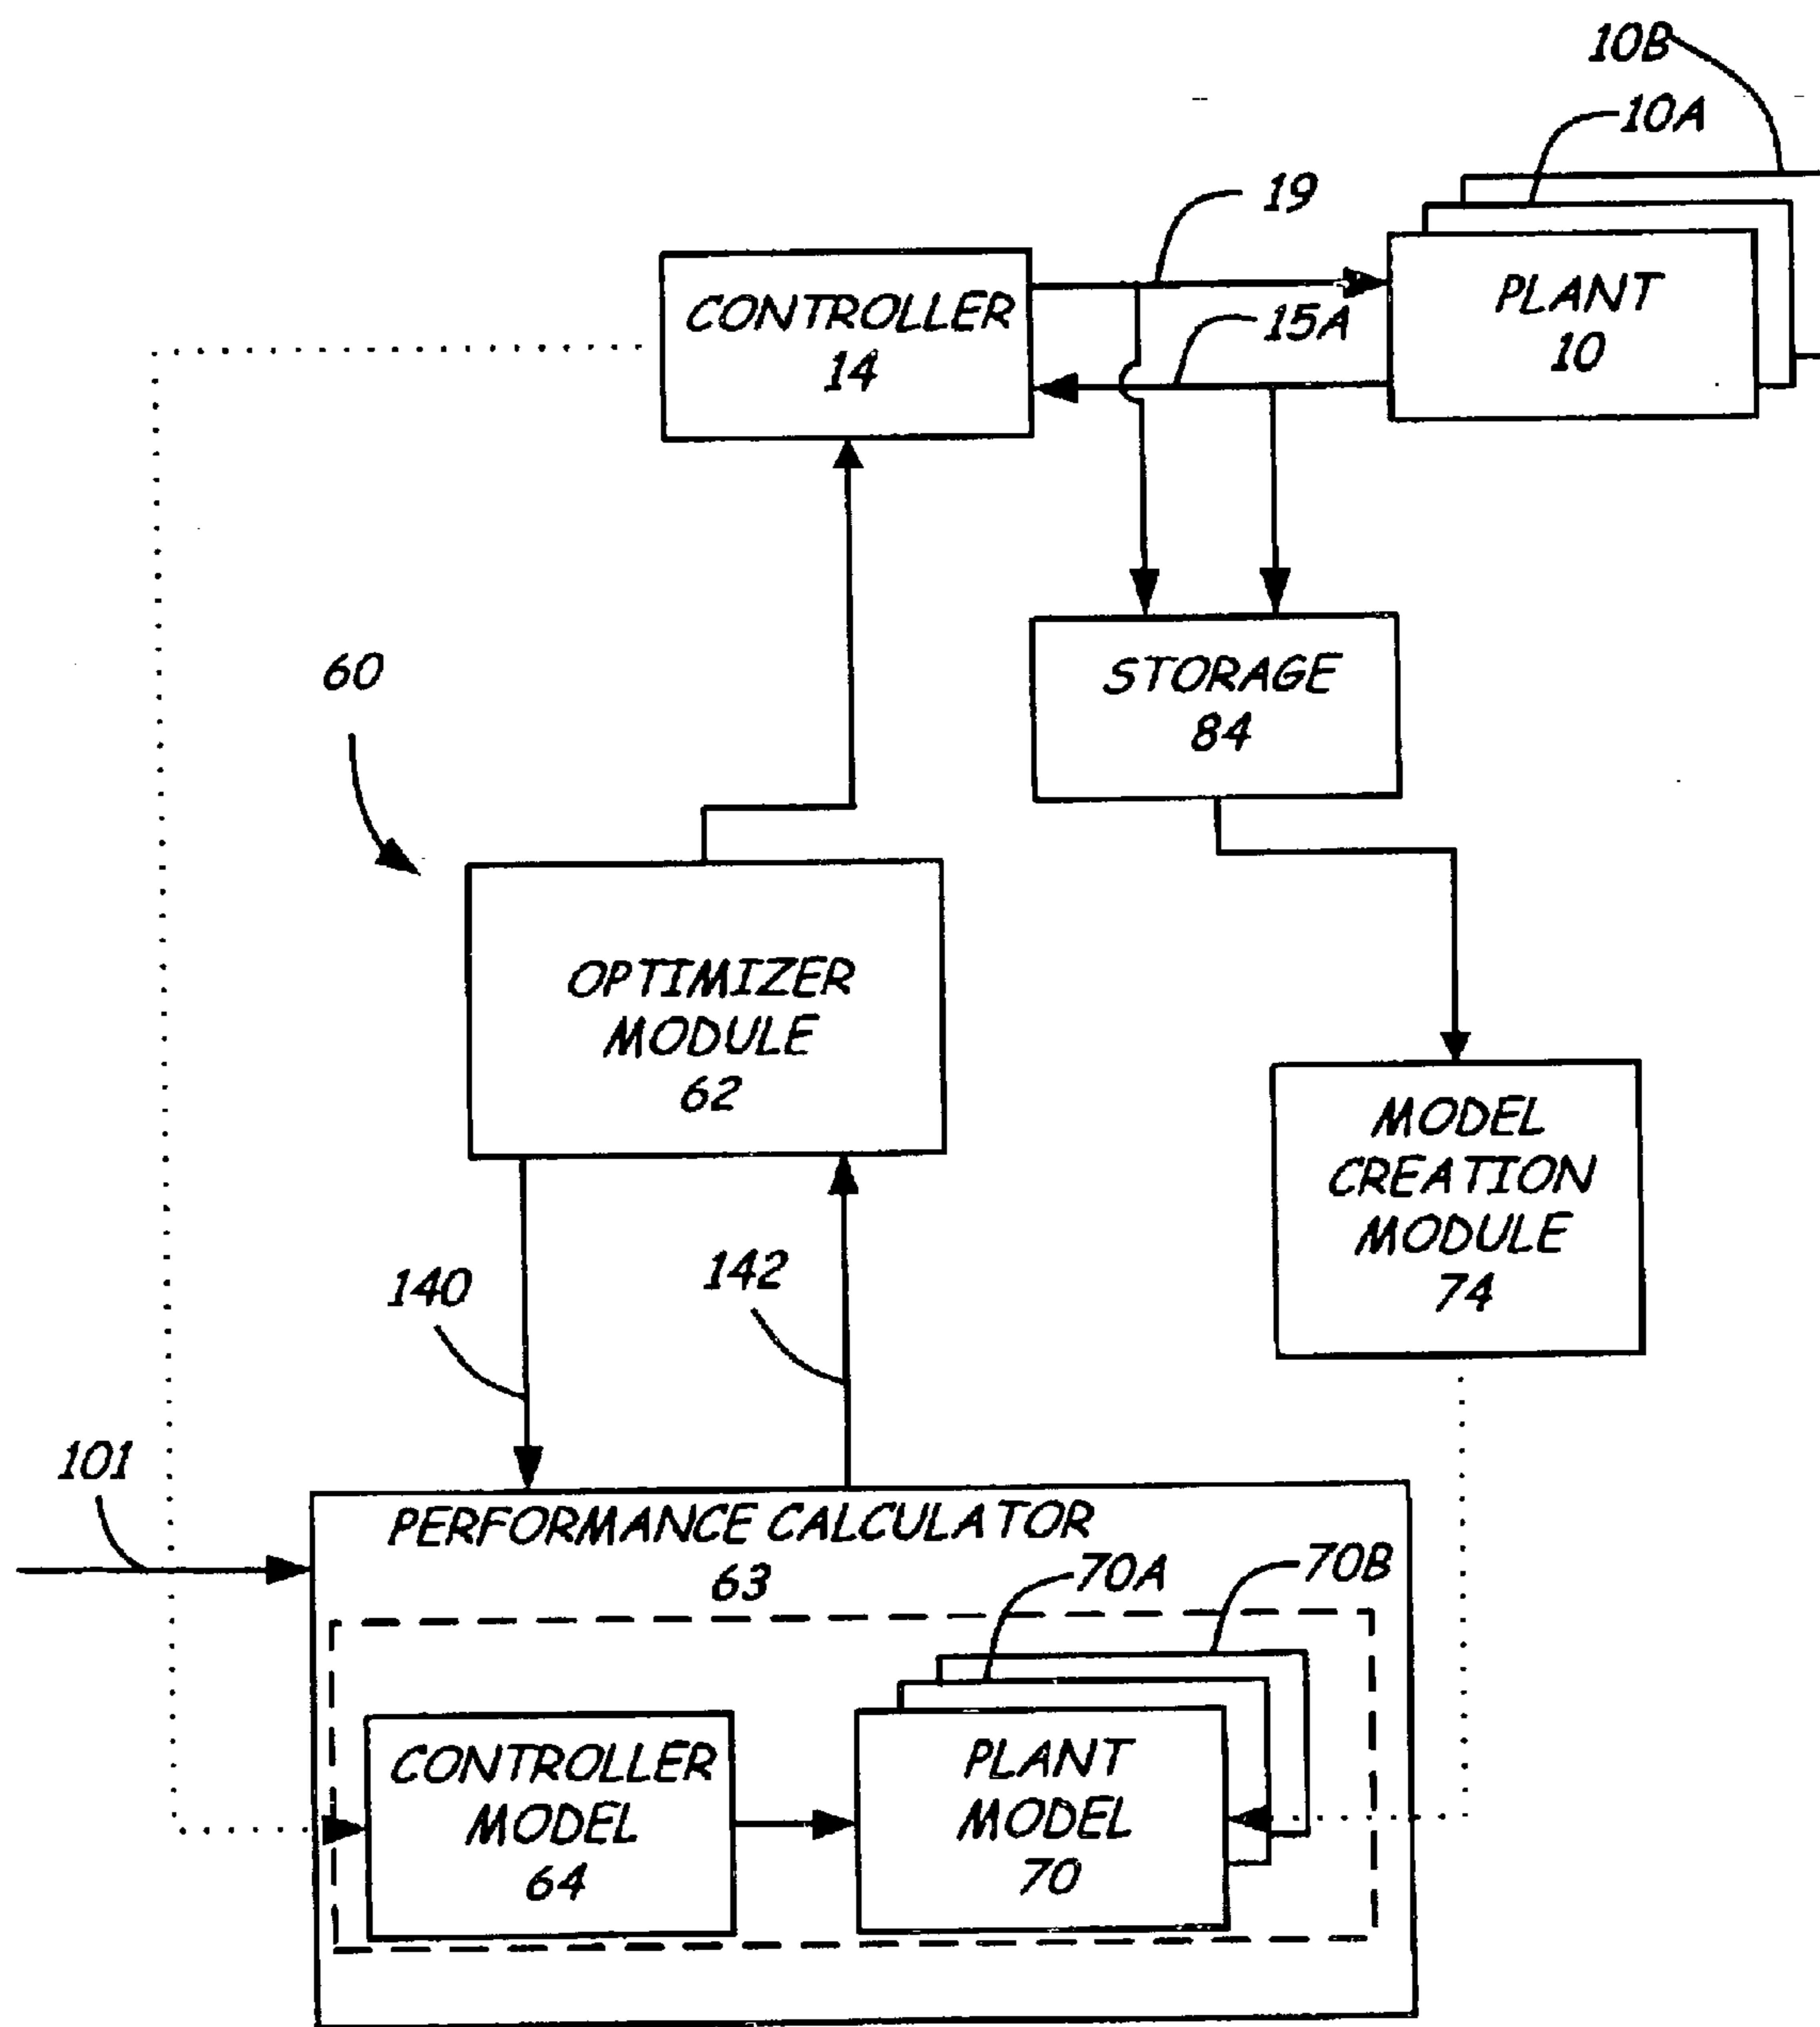 10B
10A
19
CONTROLLER
14
15A
PLANT
10
60
STORAGE
84
OPTIMIZER
MODULE
62
MODEL
CREATION
MODULE
74
140
142
101
PERFORMANCE CALCULATOR
63
70A
70B
CONTROLLER
MODEL
64
PLANT
MODEL
70